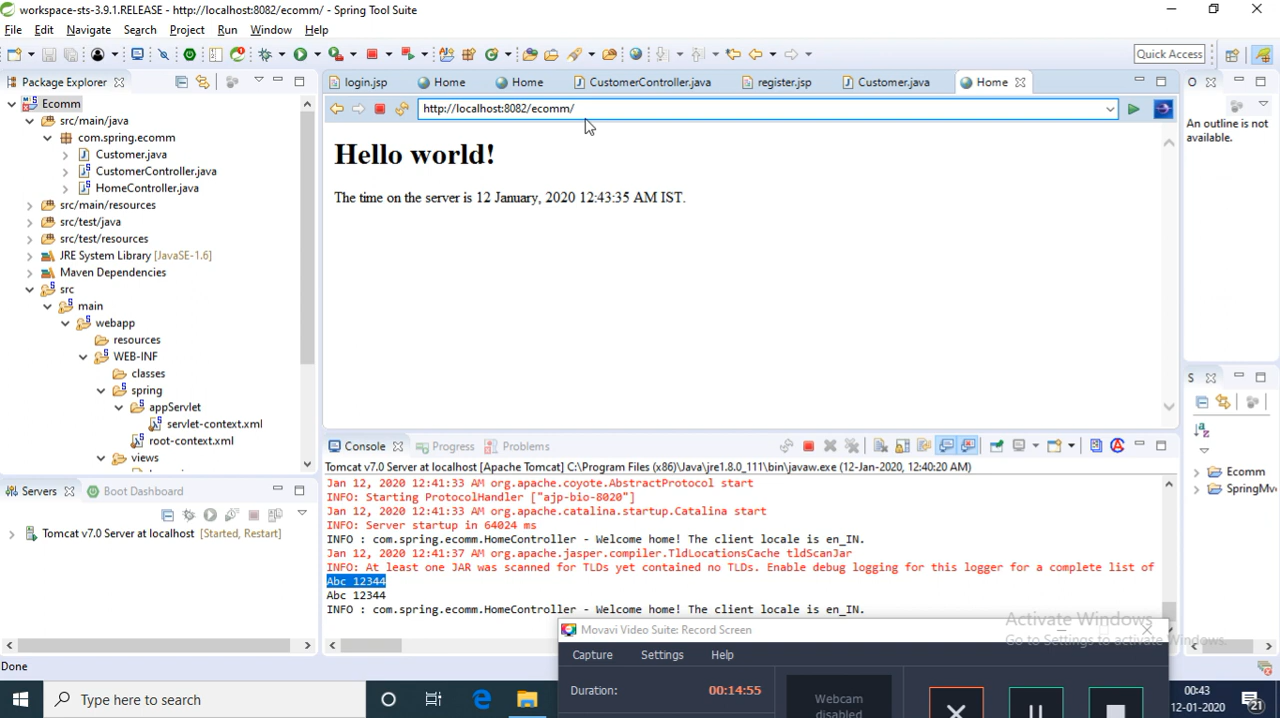 workspace-sts-3.9.1.RELEASE - http://localhost:8082/ecomm/ - Spring Tool Suite
File Edit Navigate Search Project Run Window Help
Quick Access
Package Explorer
login.jsp Home Home CustomerController.java register.jsp Customer.java Home
O
http://localhost:8082/ecomm/
An outline is not
available.
Ecomm
src/main/java
com.spring.ecomm
Customer.java
CustomerController.java
HomeController.java
src/main/resources
src/test/java
src/test/resources
JRE System Library [JavaSE-1.6]
Maven Dependencies
src
main
webapp
resources
WEB-INF
classes
spring
appServlet
servlet-context.xml
root-context.xml
views
Hello world!
The time on the server is 12 January, 2020 12:43:35 AM IST.
S
Ecomm
SpringMv
Servers Boot Dashboard
Tomcat v7.0 Server at localhost [Started, Restart]
Console Progress Problems
Tomcat v7.0 Server at localhost [Apache Tomcat] C:\Program Files (x86)\Java\jre1.8.0_111\bin\javaw.exe (12-Jan-2020, 12:40:20 AM)
Jan 12, 2020 12:41:33 AM org.apache.coyote.AbstractProtocol start
INFO: Starting ProtocolHandler ["ajp-bio-8020"]
Jan 12, 2020 12:41:33 AM org.apache.catalina.startup.Catalina start
INFO: Server startup in 64024 ms
INFO : com.spring.ecomm.HomeController - Welcome home! The client locale is en_IN.
Jan 12, 2020 12:41:37 AM org.apache.jasper.compiler.TldLocationsCache tldScanJar
INFO: At least one JAR was scanned for TLDs yet contained no TLDs. Enable debug logging for this logger for a complete list of
Abc 12344
Abc 12344
INFO : com.spring.ecomm.HomeController - Welcome home! The client locale is en_IN.
Activate Windows
Go to Settings to activate Windows.
Movavi Video Suite: Record Screen
Capture Settings Help
Duration: 00:14:55
Webcam
disabled
Done
Type here to search
00:43
12-01-2020
21